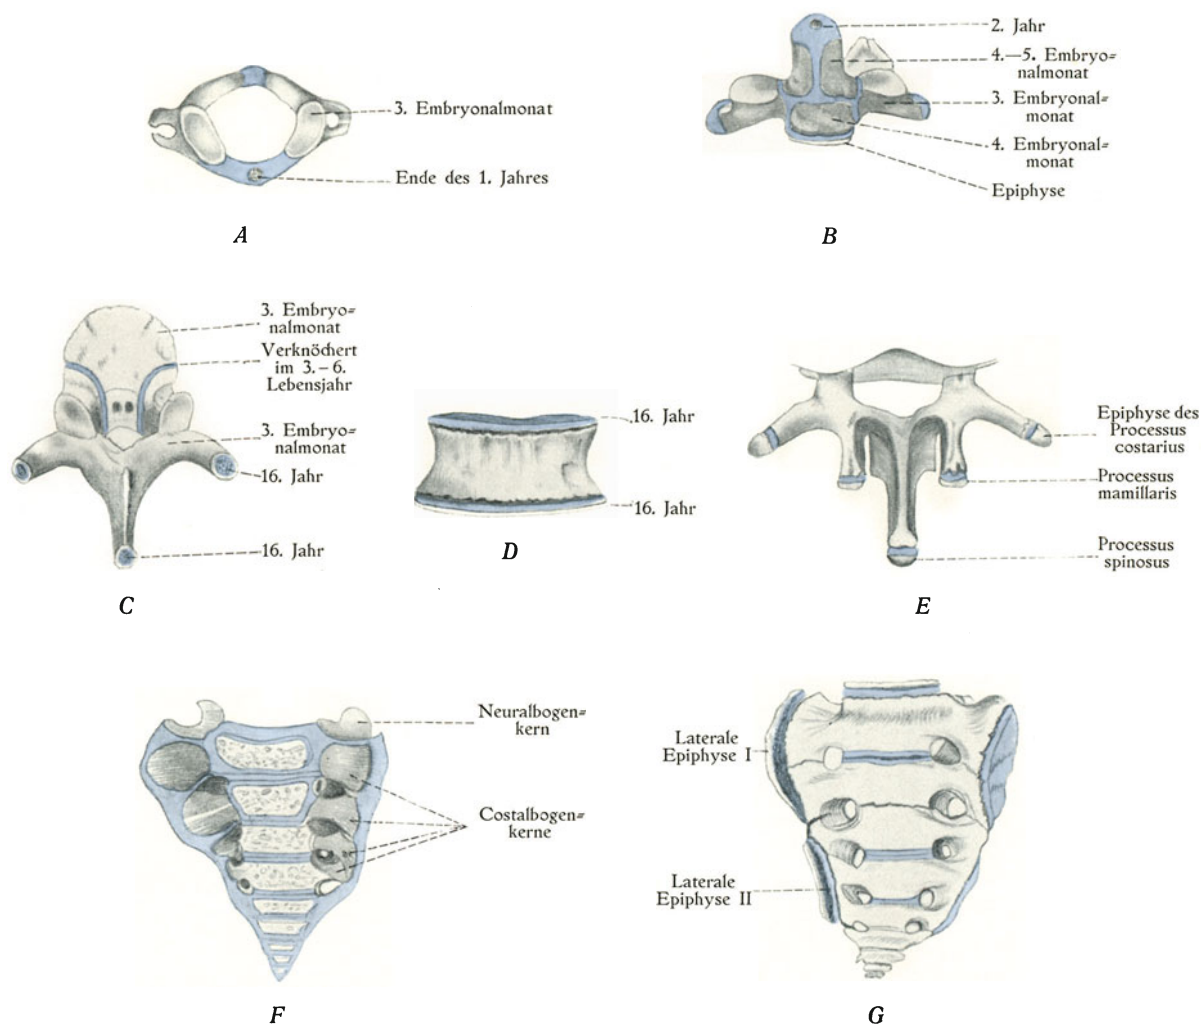 3. Embryonalmonat
Ende des 1. Jahres
A
2. Jahr
4.—5. Embryo=
nalmonat
3. Embryonal=
monat
4. Embryonal=
monat
Epiphyse
B
3. Embryo=
nalmonat
Verknöchert
im 3.–6.
Lebensjahr
3. Embryo=
nalmonat
16. Jahr
16. Jahr
C
16. Jahr
16. Jahr
D
Epiphyse des
Processus
costarius
Processus
mamillaris
Processus
spinosus
E
Neuralbogen=
kern
Costalbogen=
kerne
F
Laterale
Epiphyse I
Laterale
Epiphyse II
G